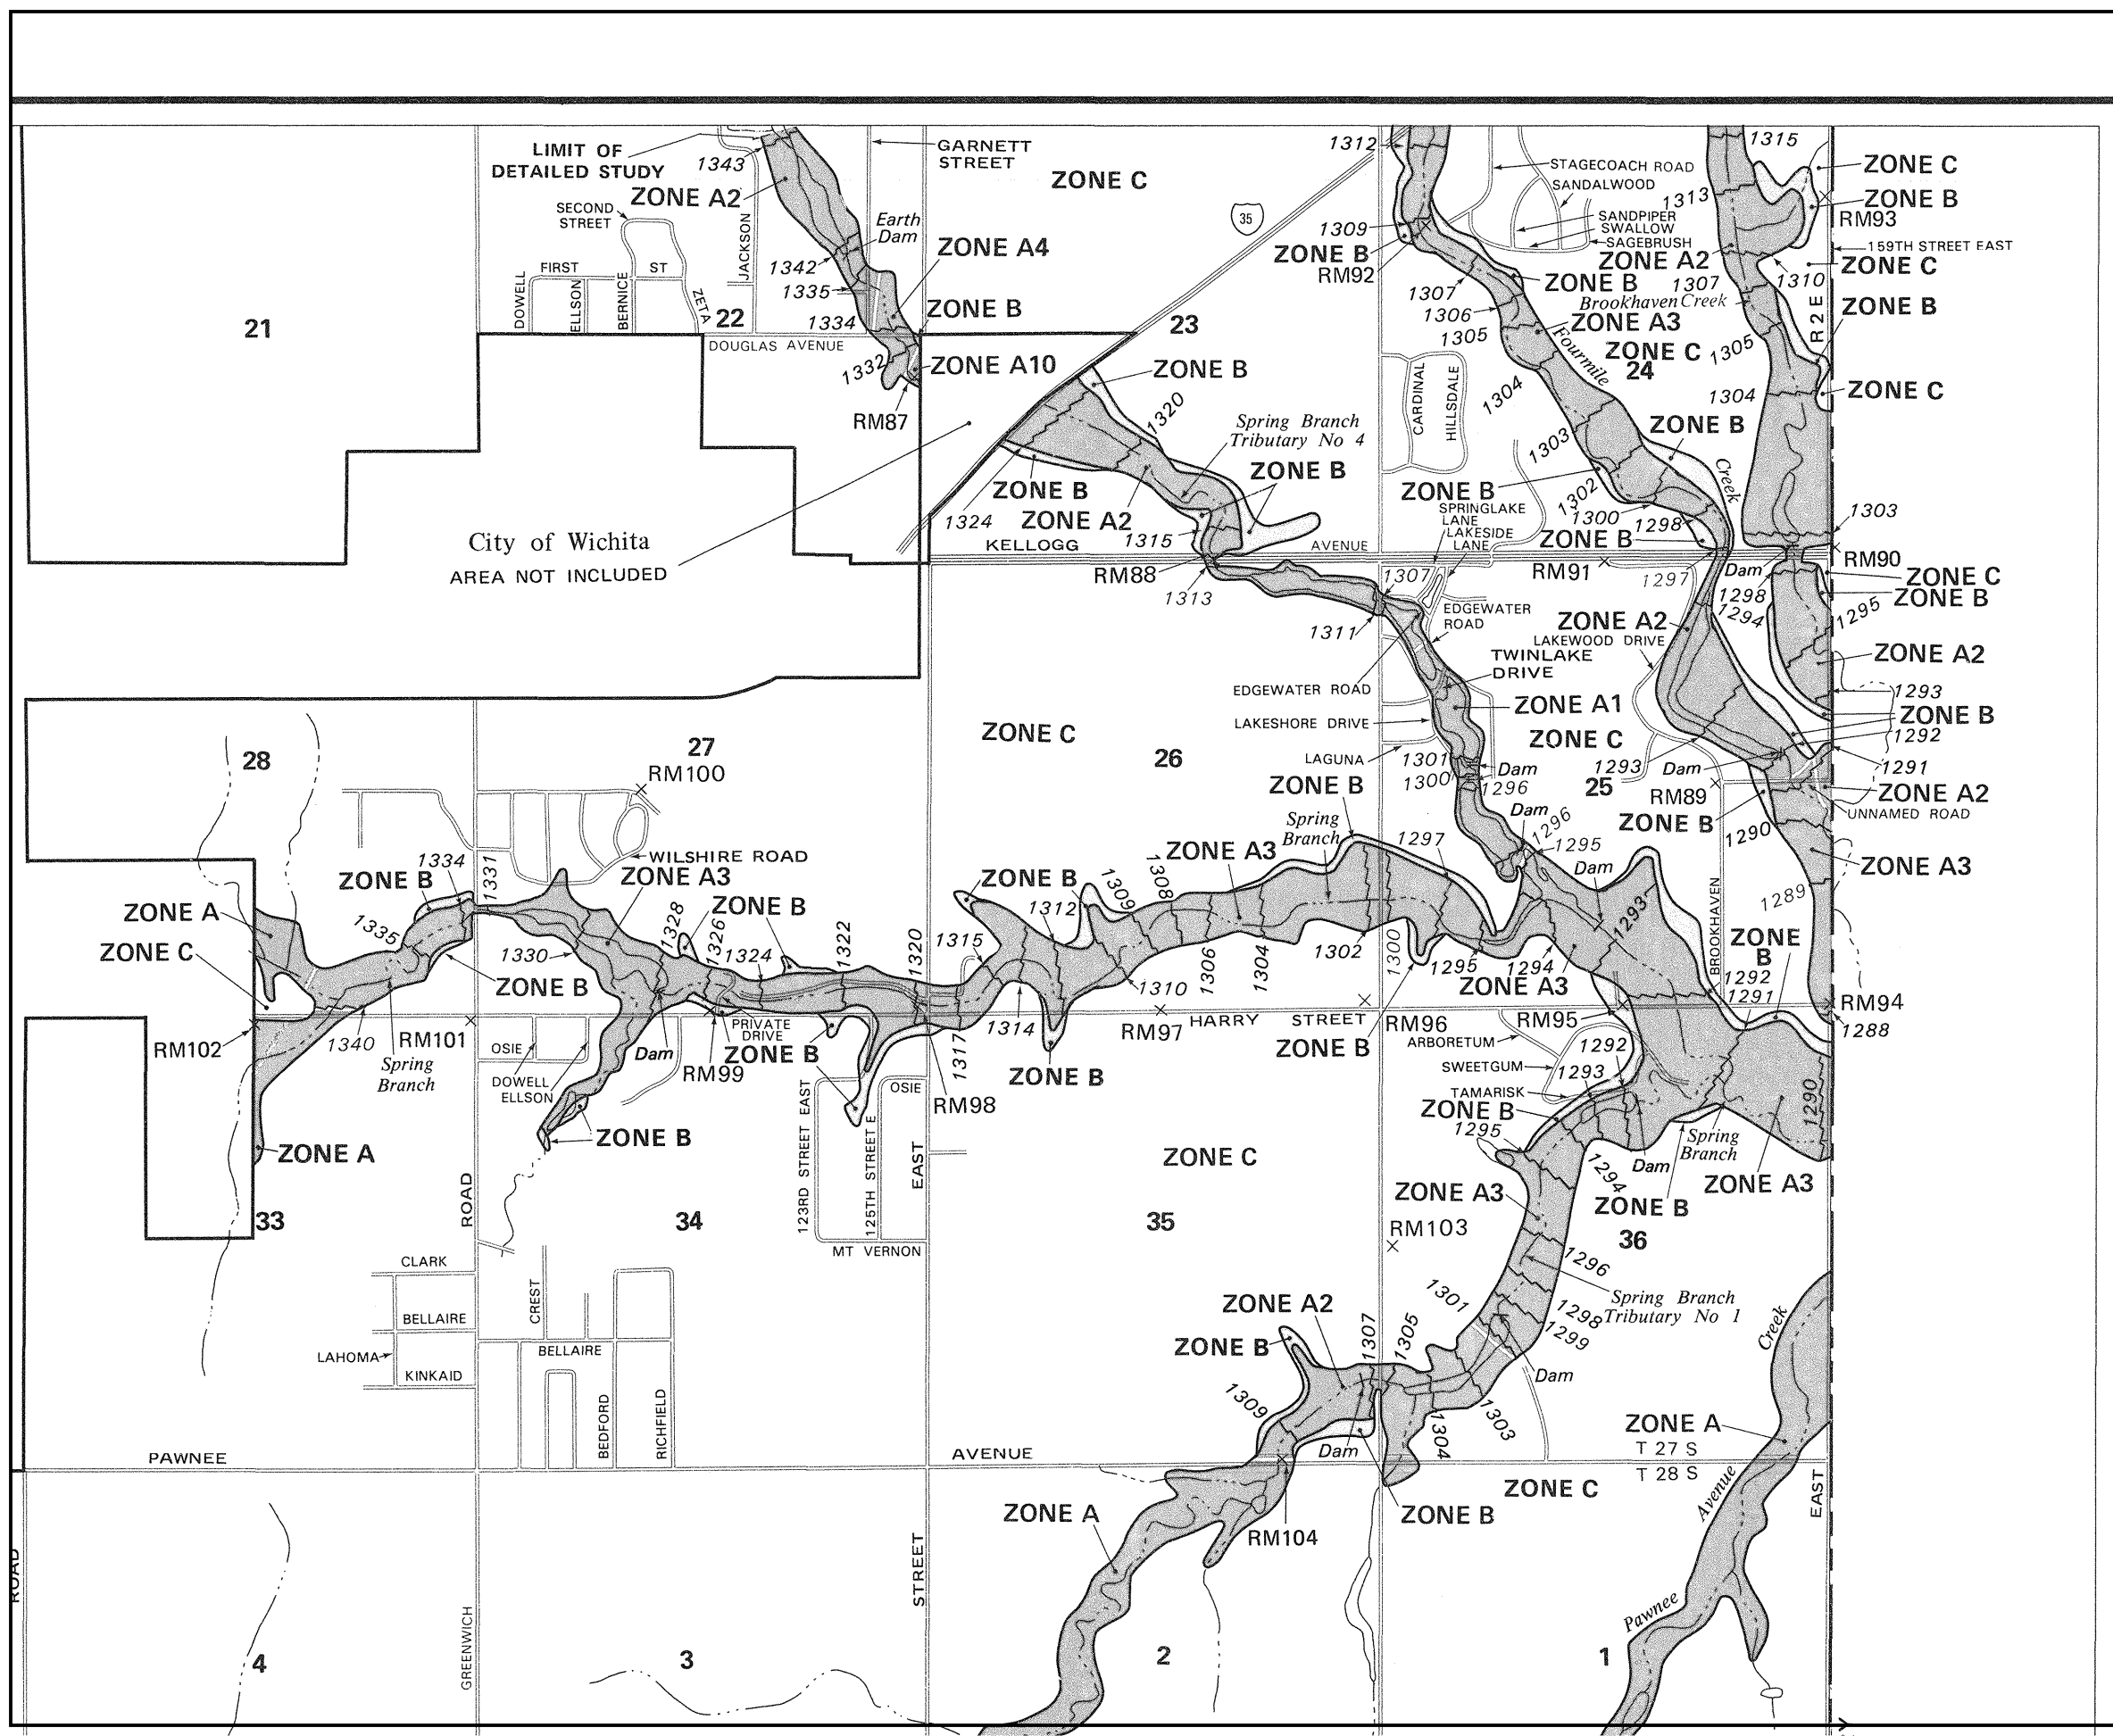 LIMIT OF
DETAILED STUDY
1343
ZONE A2
SECOND
STREET
GARNETT
STREET
ZONE C
Earth
Dam
ZONE A4
JACKSON
1342
1335
1334
FIRST
ST
DOWELL
ELLSON
BERNICE
ZETA
22
DOUGLAS AVENUE
ZONE B
21
1332
ZONE A10
RM87
City of Wichita
AREA NOT INCLUDED
35
23
1312
STAGECOACH ROAD
SANDALWOOD
SANDPIPER
SWALLOW
SAGEBRUSH
1309
ZONE B
RM92
ZONE B
1307
1306
1305
ZONE A3
Fourmile
Creek
ZONE C
24
1304
1303
1302
1300
1298
ZONE B
ZONE B
ZONE B
CARDINAL
HILLSDALE
1315
1313
ZONE C
ZONE B
RM93
159TH STREET EAST
ZONE A2
ZONE C
1310
1307
Brookhaven Creek
ZONE B
R 2 E
1305
1304
ZONE C
1303
RM90
ZONE B
1320
Spring Branch
Tributary No 4
ZONE B
ZONE B
1324
ZONE A2
1315
KELLOGG
AVENUE
SPRINGLAKE
LANE
LAKESIDE
LANE
RM88
1313
1307
RM91
1297
Dam
1298
1294
ZONE C
ZONE B
1295
1311
EDGEWATER
ROAD
ZONE A2
LAKEWOOD DRIVE
TWINLAKE
DRIVE
ZONE A2
1293
EDGEWATER ROAD
ZONE A1
ZONE B
LAKESHORE DRIVE
1292
ZONE C
ZONE C
LAGUNA
1301
Dam
1293
Dam
1291
1300
1296
25
RM89
ZONE A2
UNNAMED ROAD
26
28
27
RM100
ZONE B
Spring
Branch
Dam
1296
1295
ZONE B
1290
1297
ZONE A3
1289
Dam
WILSHIRE ROAD
ZONE A3
1334
1331
ZONE B
ZONE A
ZONE C
1335
1330
ZONE B
1328
ZONE B
1326
1324
1322
1320
ZONE B
1312
1309
1308
ZONE A3
1315
1310
1306
1304
1302
1300
1295
1294
ZONE A3
1293
BROOKHAVEN
ZONE
B
1292
1291
RM94
1288
RM102
1340
RM101
Spring
Branch
OSIE
DOWELL
ELLSON
Dam
RM99
PRIVATE
DRIVE
ZONE B
1317
1314
RM97
HARRY
STREET
RM96
RM95
ZONE B
ZONE B
ARBORETUM
SWEETGUM
TAMARISK
1292
1293
ZONE B
1295
1290
OSIE
RM98
123RD STREET EAST
125TH STREET E
EAST
ZONE B
ZONE A
ZONE C
Dam
Spring
Branch
1294
ZONE B
ZONE A3
ZONE A3
33
ROAD
34
35
RM103
36
MT VERNON
CLARK
CREST
BELLAIRE
BELLAIRE
LAHOMA
KINKAID
BEDFORD
RICHFIELD
1296
Spring Branch
Tributary No 1
1301
1298
1299
ZONE A2
ZONE B
1307
1305
Dam
1309
1303
1304
Dam
Creek
ZONE A
T 27 S
T 28 S
PAWNEE
AVENUE
ZONE C
ZONE A
RM104
ZONE B
Avenue
EAST
Pawnee
ROAD
GREENWICH
STREET
4
3
2
1